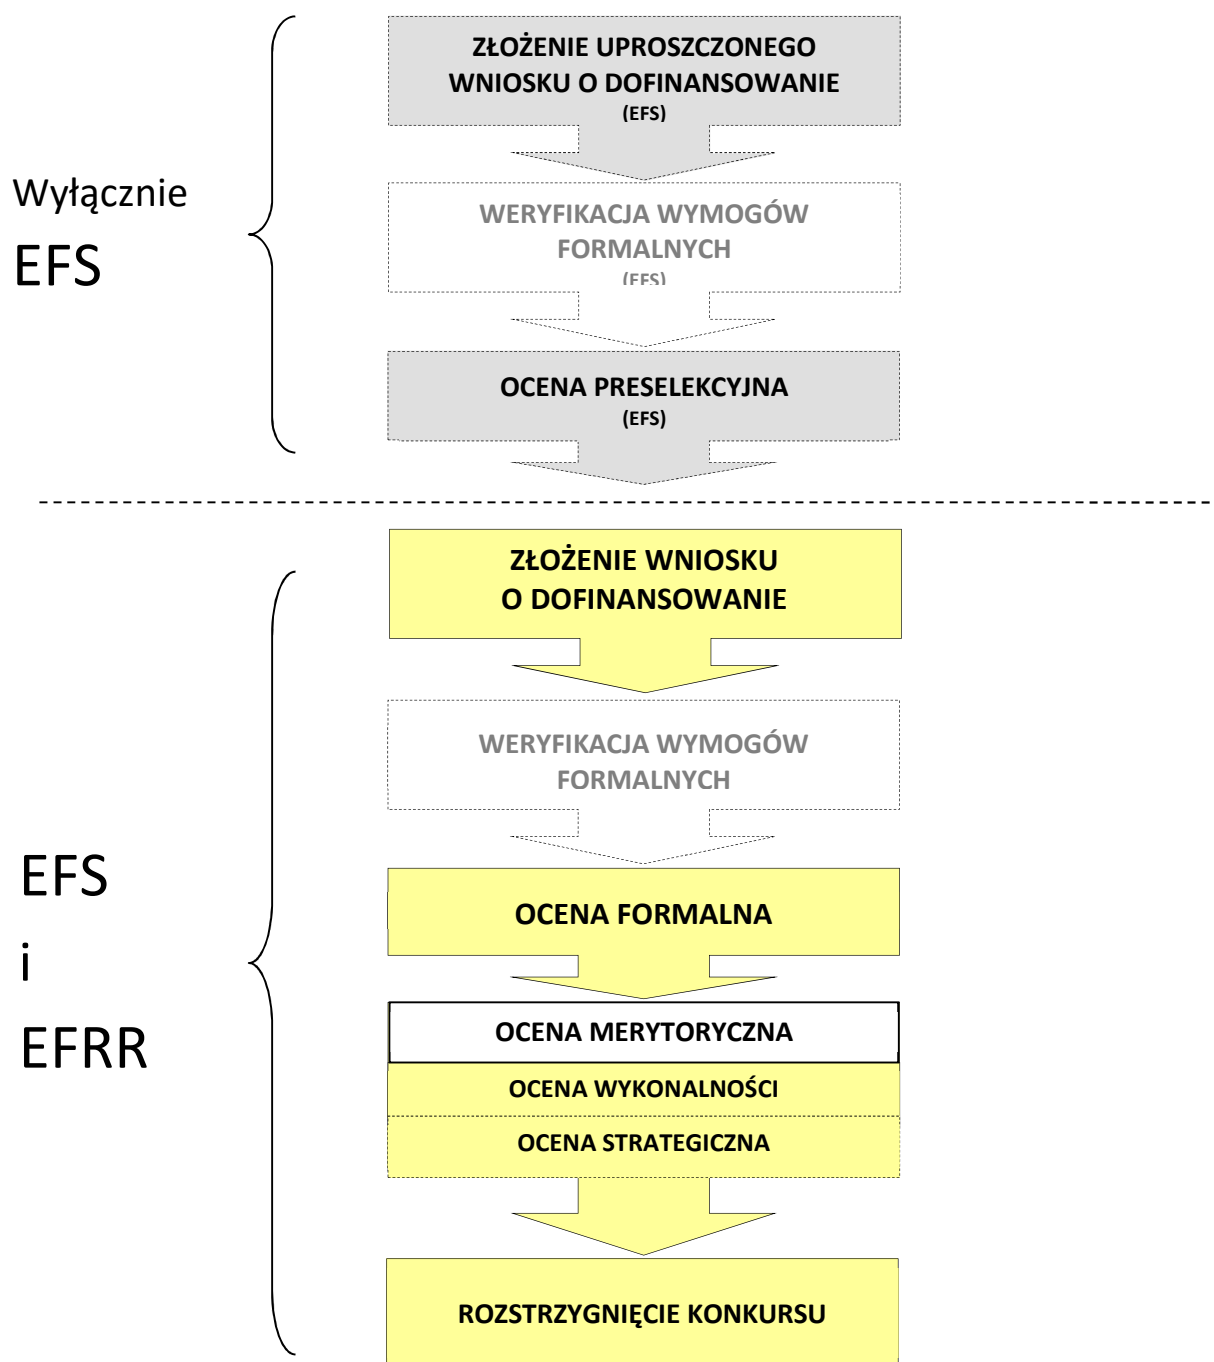 ZŁOŻENIE UPROSZCZONEGO
WNIOSKU O DOFINANSOWANIE
(EFS)
Wyłącznie
EFS
WERYFIKACJA WYMOGÓW
FORMALNYCH
(EFS)
OCENA PRESELEKCYJNA
(EFS)
ZŁOŻENIE WNIOSKU
O DOFINANSOWANIE
WERYFIKACJA WYMOGÓW
FORMALNYCH
EFS
i
EFRR
OCENA FORMALNA
OCENA MERYTORYCZNA
OCENA WYKONALNOŚCI
OCENA STRATEGICZNA
ROZSTRZYGNIĘCIE KONKURSU